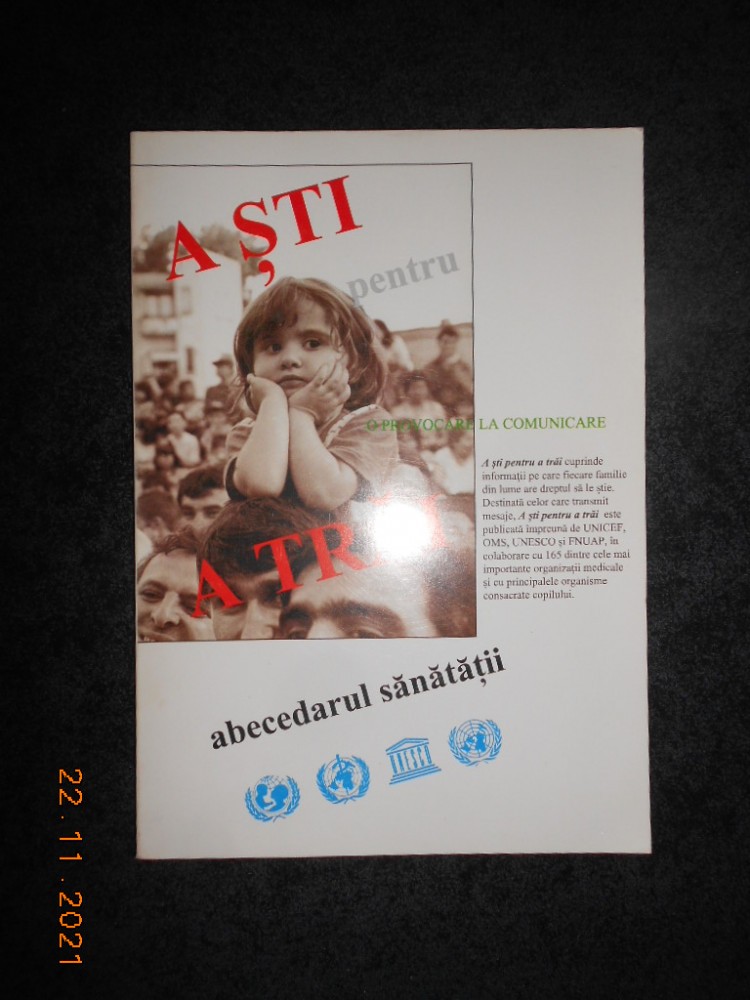 A ȘTI
pentru
O PROVOCARE LA COMUNICARE
A ști pentru a trăi cuprinde
informații pe care fiecare familie
din lume are dreptul să le știe.
Destinată celor care transmit
mesaje, A ști pentru a trăi este
publicată împreună de UNICEF,
OMS, UNESCO și FNUAP, în
colaborare cu 165 dintre cele mai
importante organizații medicale
și cu principalele organisme
consacrate copilului.
A TRĂI
abecedarul sănătății
UNESCO
22.11.2021